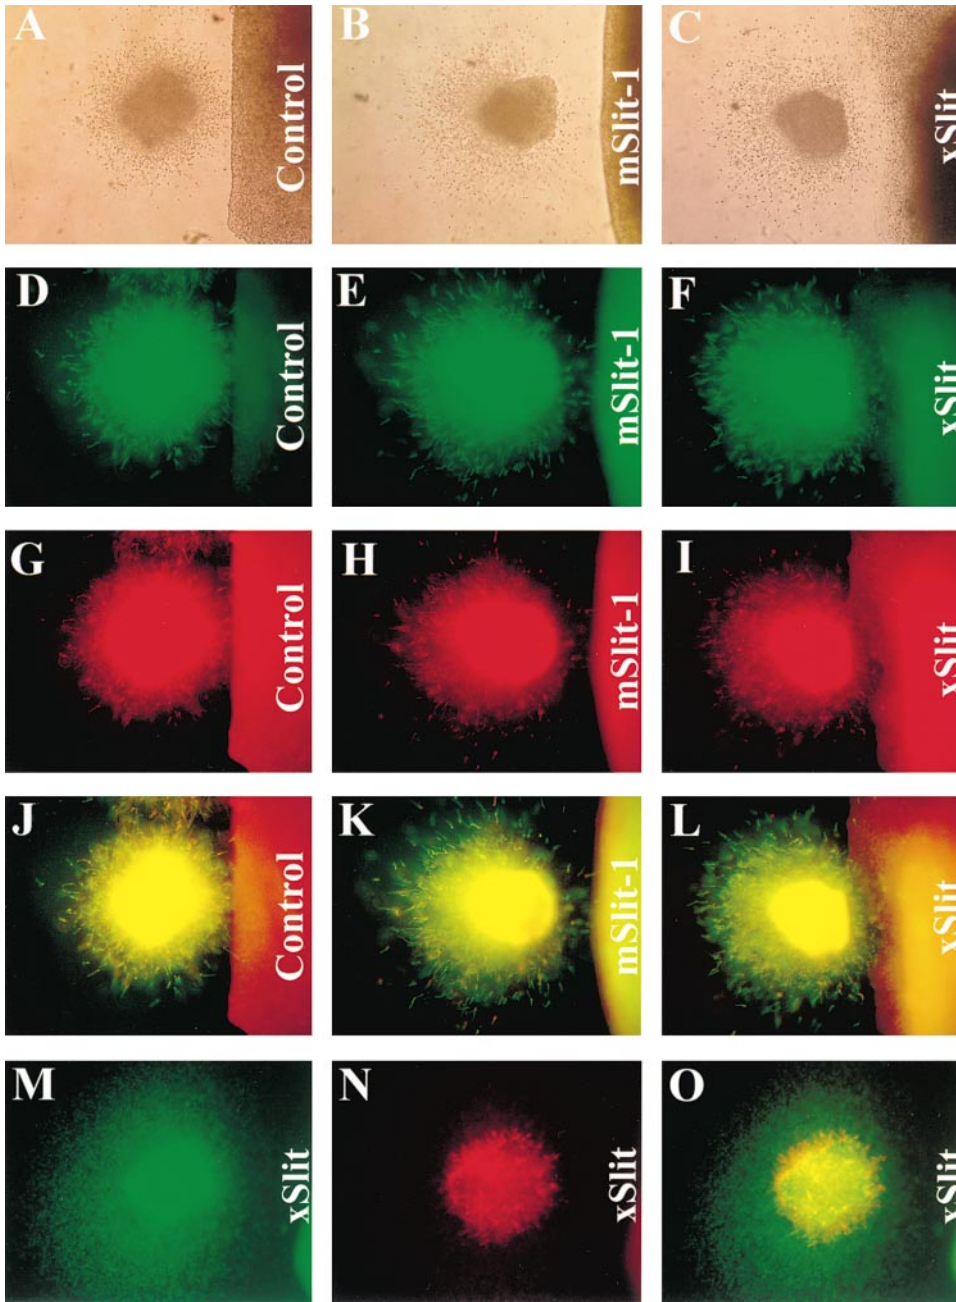 A
Control
B
mSlit-1
C
xSlit
D
Control
E
mSlit-1
F
xSlit
G
Control
H
mSlit-1
I
xSlit
J
Control
K
mSlit-1
L
xSlit
M
xSlit
N
xSlit
O
xSlit